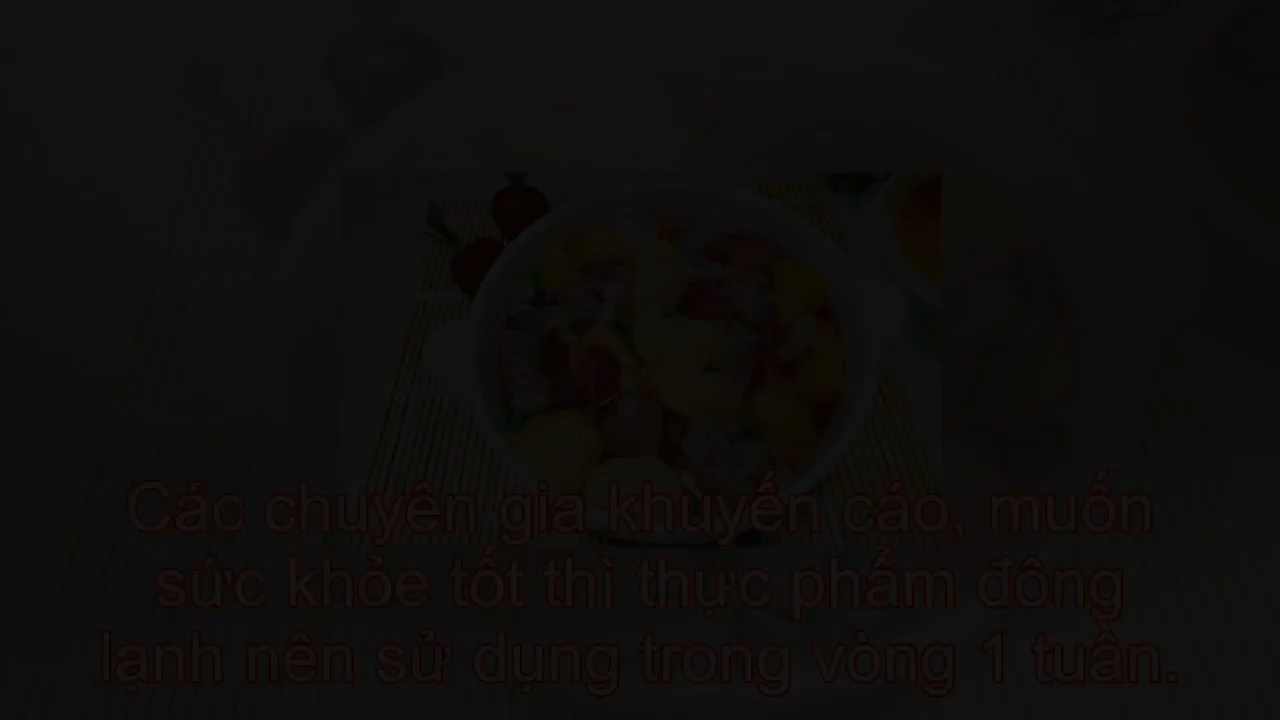 Các chuyên gia khuyến cáo, muốn
sức khỏe tốt thì thực phẩm đông
lạnh nên sử dụng trong vòng 1 tuần.